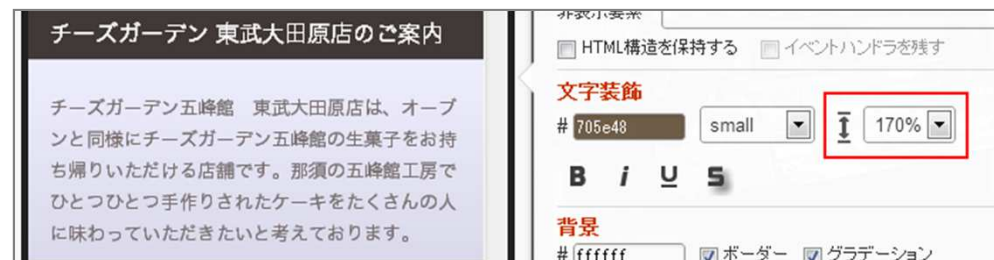 チーズガーデン 東武大田原店のご案内
チーズガーデン五峰館　東武大田原店は、オーブ
ンと同様にチーズガーデン五峰館の生菓子をお持
ち帰りいただける店舗です。那須の五峰館工房で
ひとつひとつ手作りされたケーキをたくさんの人
に味わっていただきたいと考えております。
非表示要素
HTML構造を保持する イベントハンドラを残す
文字装飾
# 705e48 small 170%
B i U S
背景
# ffffff ボーダー グラデーション